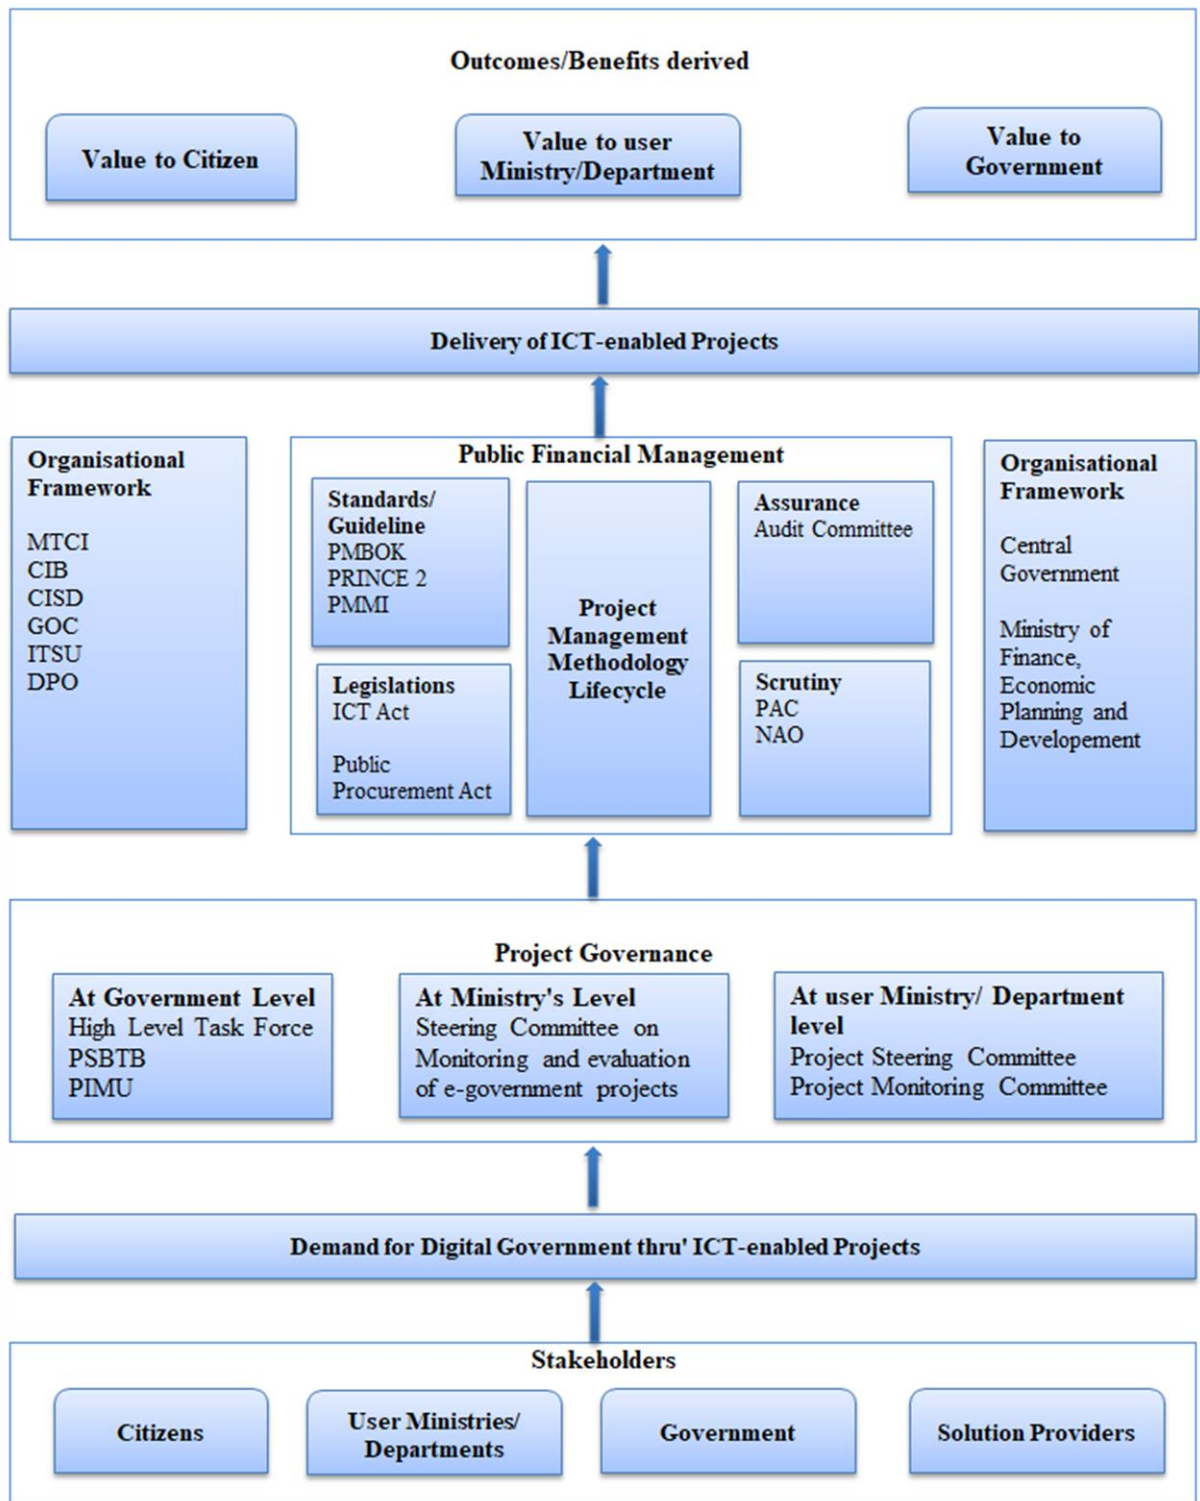 Outcomes/Benefits derived
Value to Citizen
Value to user
Ministry/Department
Value to
Government
Delivery of ICT-enabled Projects
Organisational
Framework
MTCI
CIB
CISD
GOC
ITSU
DPO
Public Financial Management
Standards/
Guideline
PMBOK
PRINCE 2
PMMI
Legislations
ICT Act
Public
Procurement Act
Project
Management
Methodology
Lifecycle
Assurance
Audit Committee
Scrutiny
PAC
NAO
Organisational
Framework
Central
Government
Ministry of
Finance,
Economic
Planning and
Developement
Project Governance
At Government Level
High Level Task Force
PSBTB
PIMU
At Ministry's Level
Steering Committee on
Monitoring and evaluation
of e-government projects
At user Ministry/ Department
level
Project Steering Committee
Project Monitoring Committee
Demand for Digital Government thru' ICT-enabled Projects
Stakeholders
Citizens
User Ministries/
Departments
Government
Solution Providers